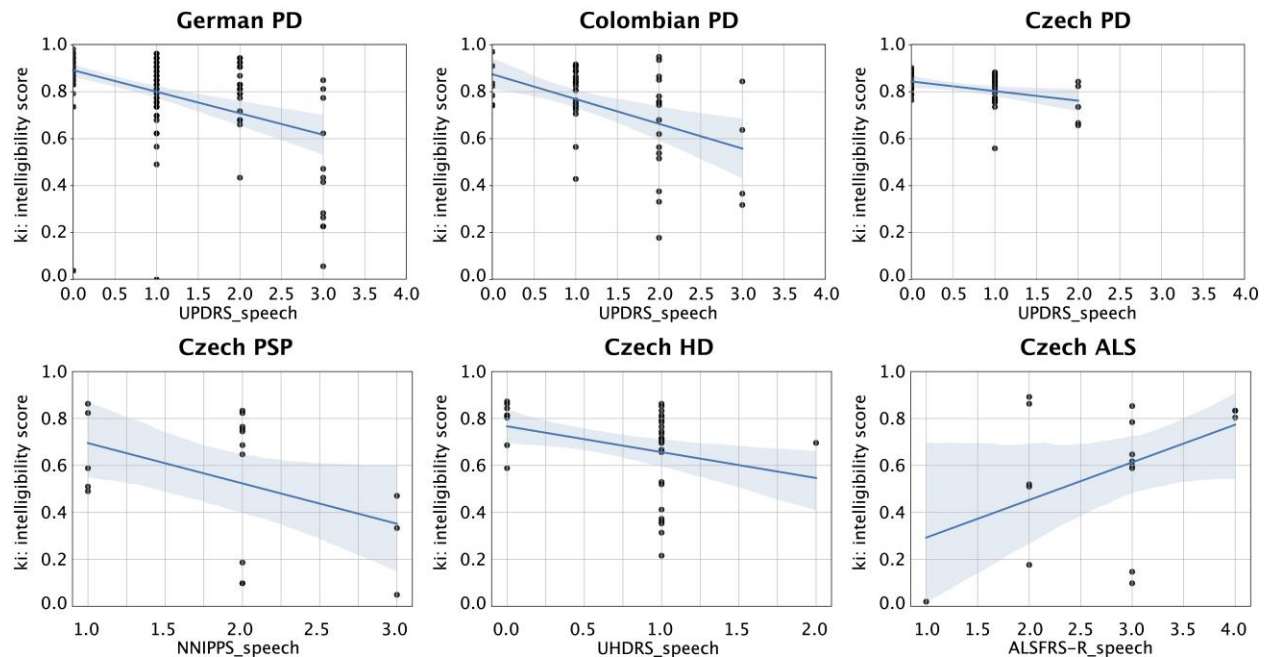 German PD
Colombian PD
Czech PD
ki: intelligibility score
1.0
0.8
0.6
0.4
0.2
0.0
0.0 0.5 1.0 1.5 2.0 2.5 3.0 3.5 4.0
UPDRS_speech
ki: intelligibility score
1.0
0.8
0.6
0.4
0.2
0.0
0.0 0.5 1.0 1.5 2.0 2.5 3.0 3.5 4.0
UPDRS_speech
ki: intelligibility score
1.0
0.8
0.6
0.4
0.2
0.0
0.0 0.5 1.0 1.5 2.0 2.5 3.0 3.5 4.0
UPDRS_speech
Czech PSP
Czech HD
Czech ALS
ki: intelligibility score
1.0
0.8
0.6
0.4
0.2
0.0
1.0 1.5 2.0 2.5 3.0
NNIPPS_speech
ki: intelligibility score
1.0
0.8
0.6
0.4
0.2
0.0
0.0 0.5 1.0 1.5 2.0
UHDRS_speech
ki: intelligibility score
1.0
0.8
0.6
0.4
0.2
0.0
1.0 1.5 2.0 2.5 3.0 3.5 4.0
ALSFRS-R_speech